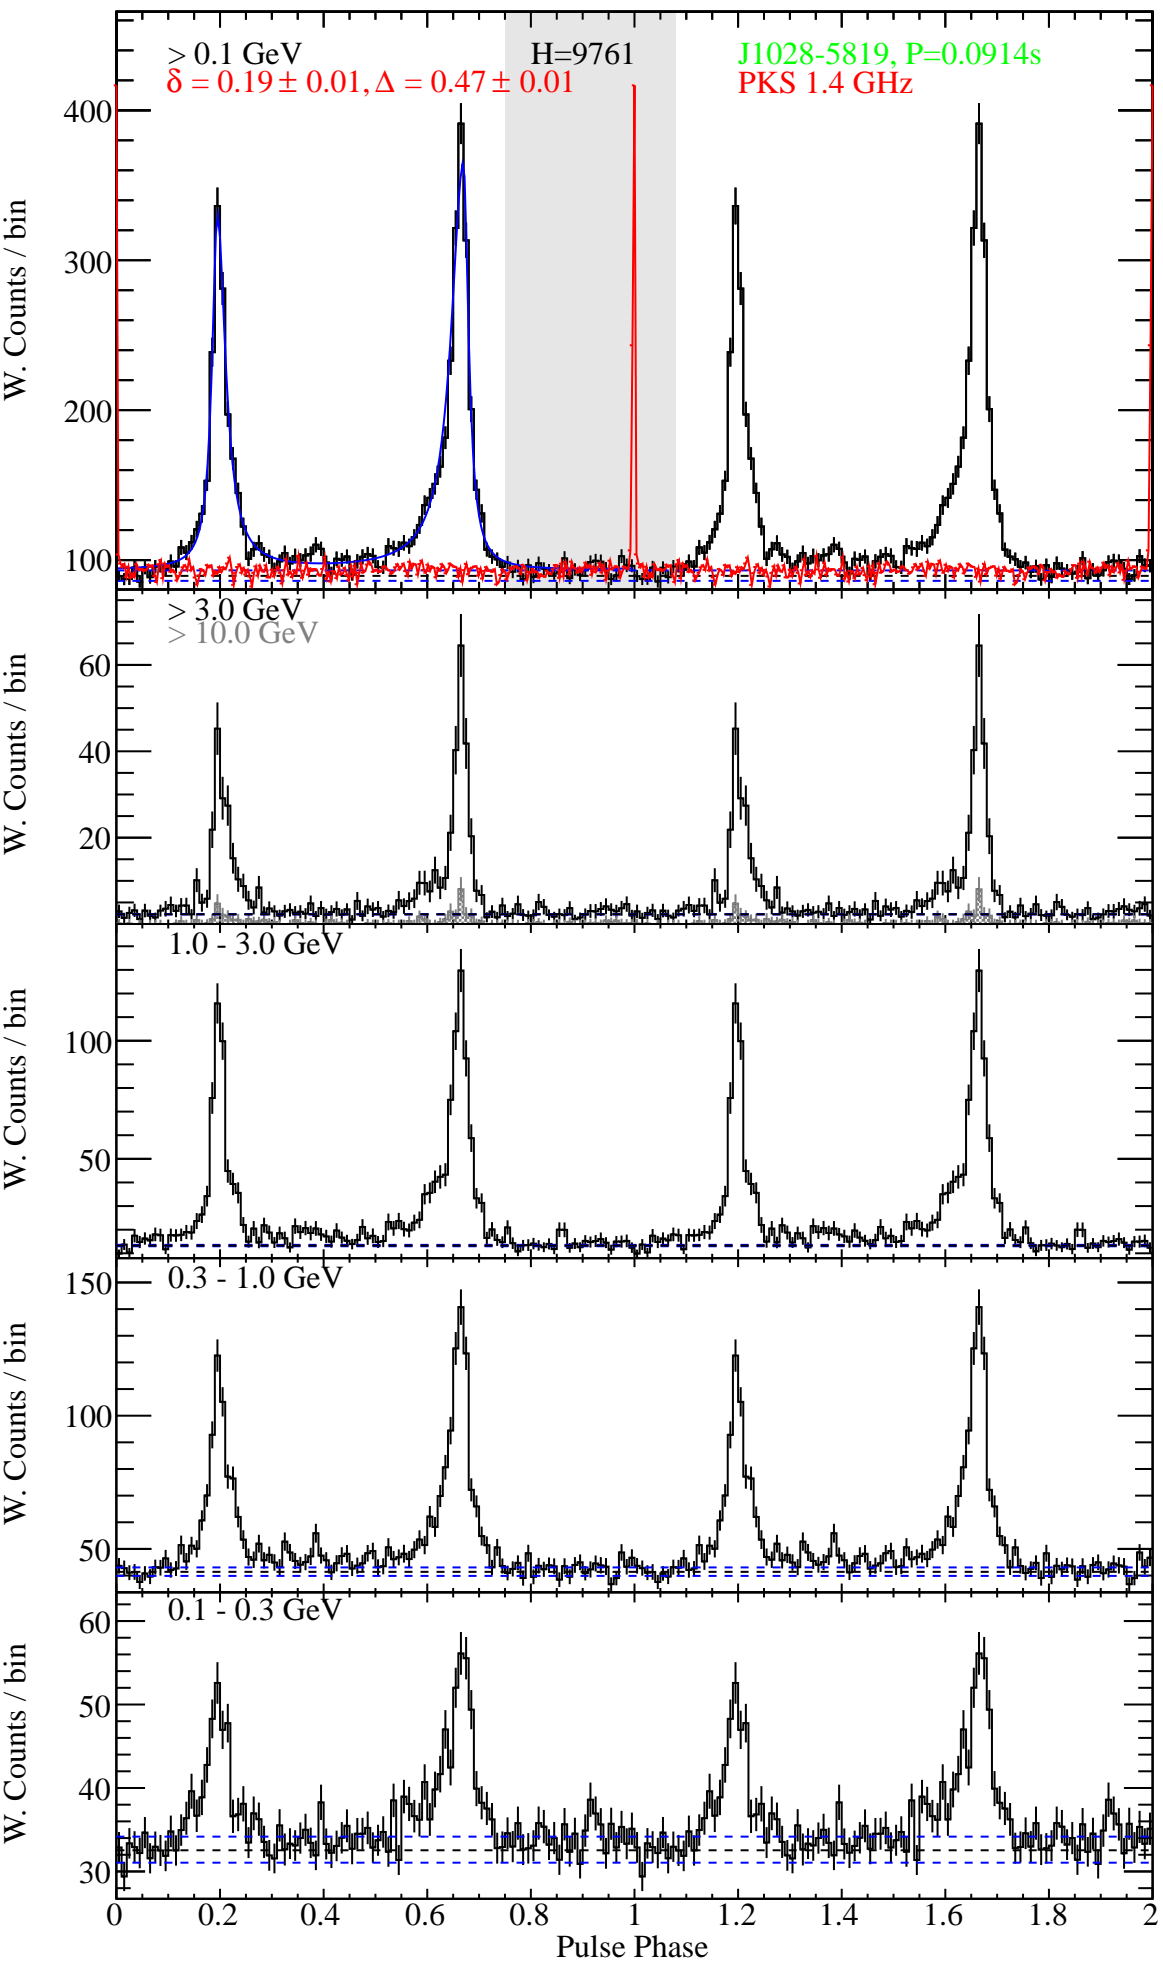 > 0.1 GeV
H=9761
J1028-5819, P=0.0914s
δ = 0.19 ± 0.01, Δ = 0.47 ± 0.01
PKS 1.4 GHz
400
300
200
100
W. Counts / bin
> 3.0 GeV
> 10.0 GeV
60
40
20
W. Counts / bin
1.0 - 3.0 GeV
100
50
W. Counts / bin
0.3 - 1.0 GeV
150
100
50
W. Counts / bin
0.1 - 0.3 GeV
60
50
40
30
W. Counts / bin
0 0.2 0.4 0.6 0.8 1 1.2 1.4 1.6 1.8 2
Pulse Phase